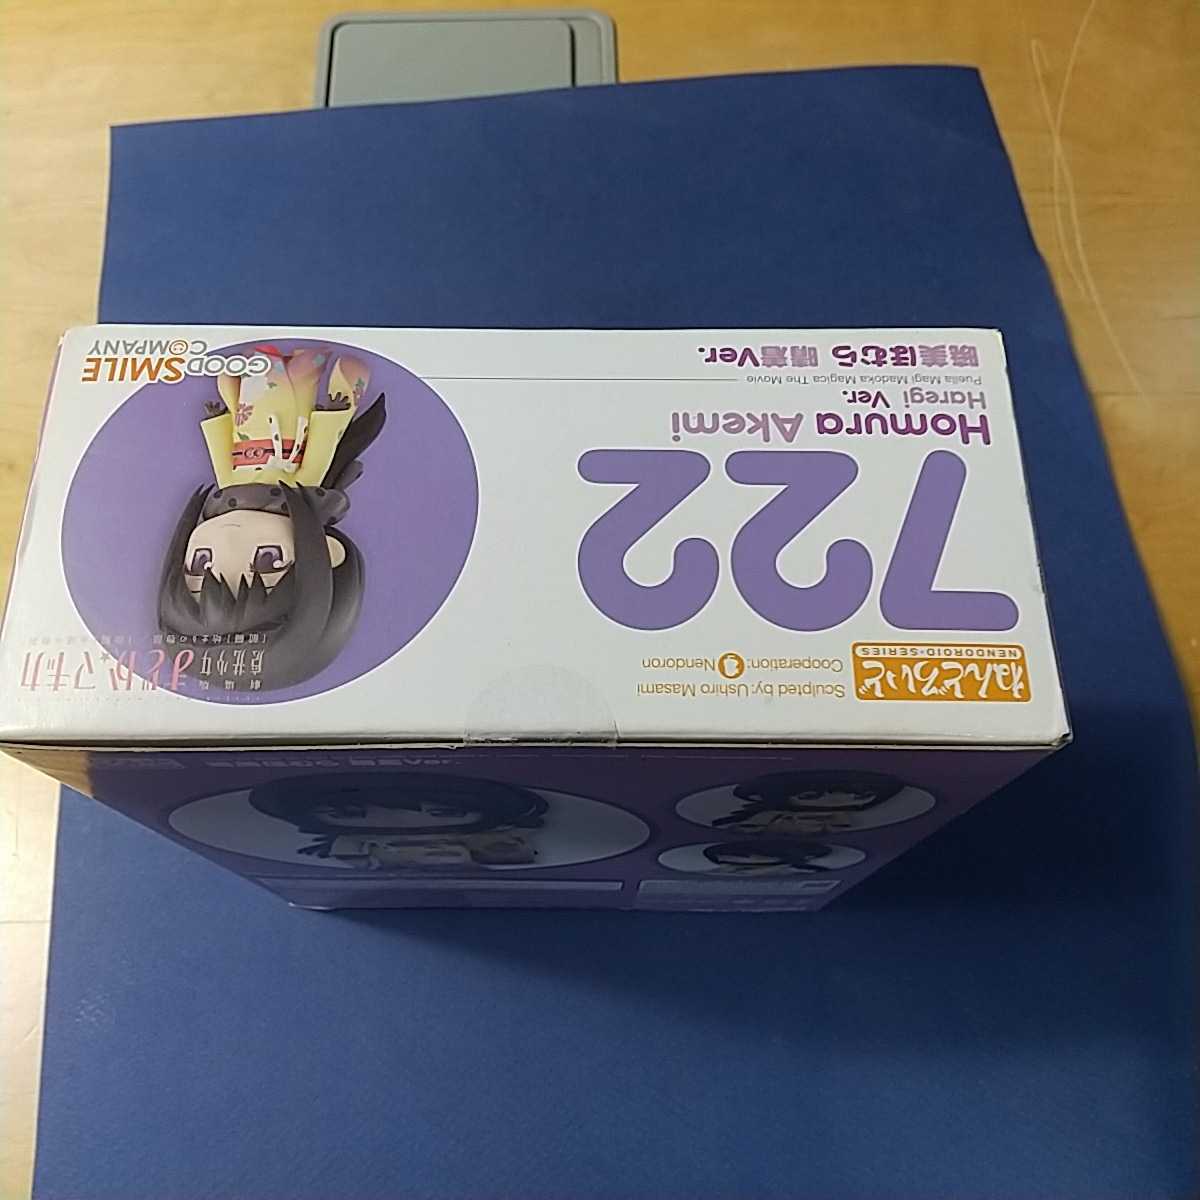 ねんどろいど
NENDOROID・SERIES
Sculpted by: Ushiro Masami
Cooperation: Nendoron
722
Homura Akemi
Haregi Ver.
Puella Magi Madoka Magica The Movie
暁美ほむら 晴着Ver.
劇場版
魔法少女
まどか☆マギカ
GOOD SMILE
COMPANY